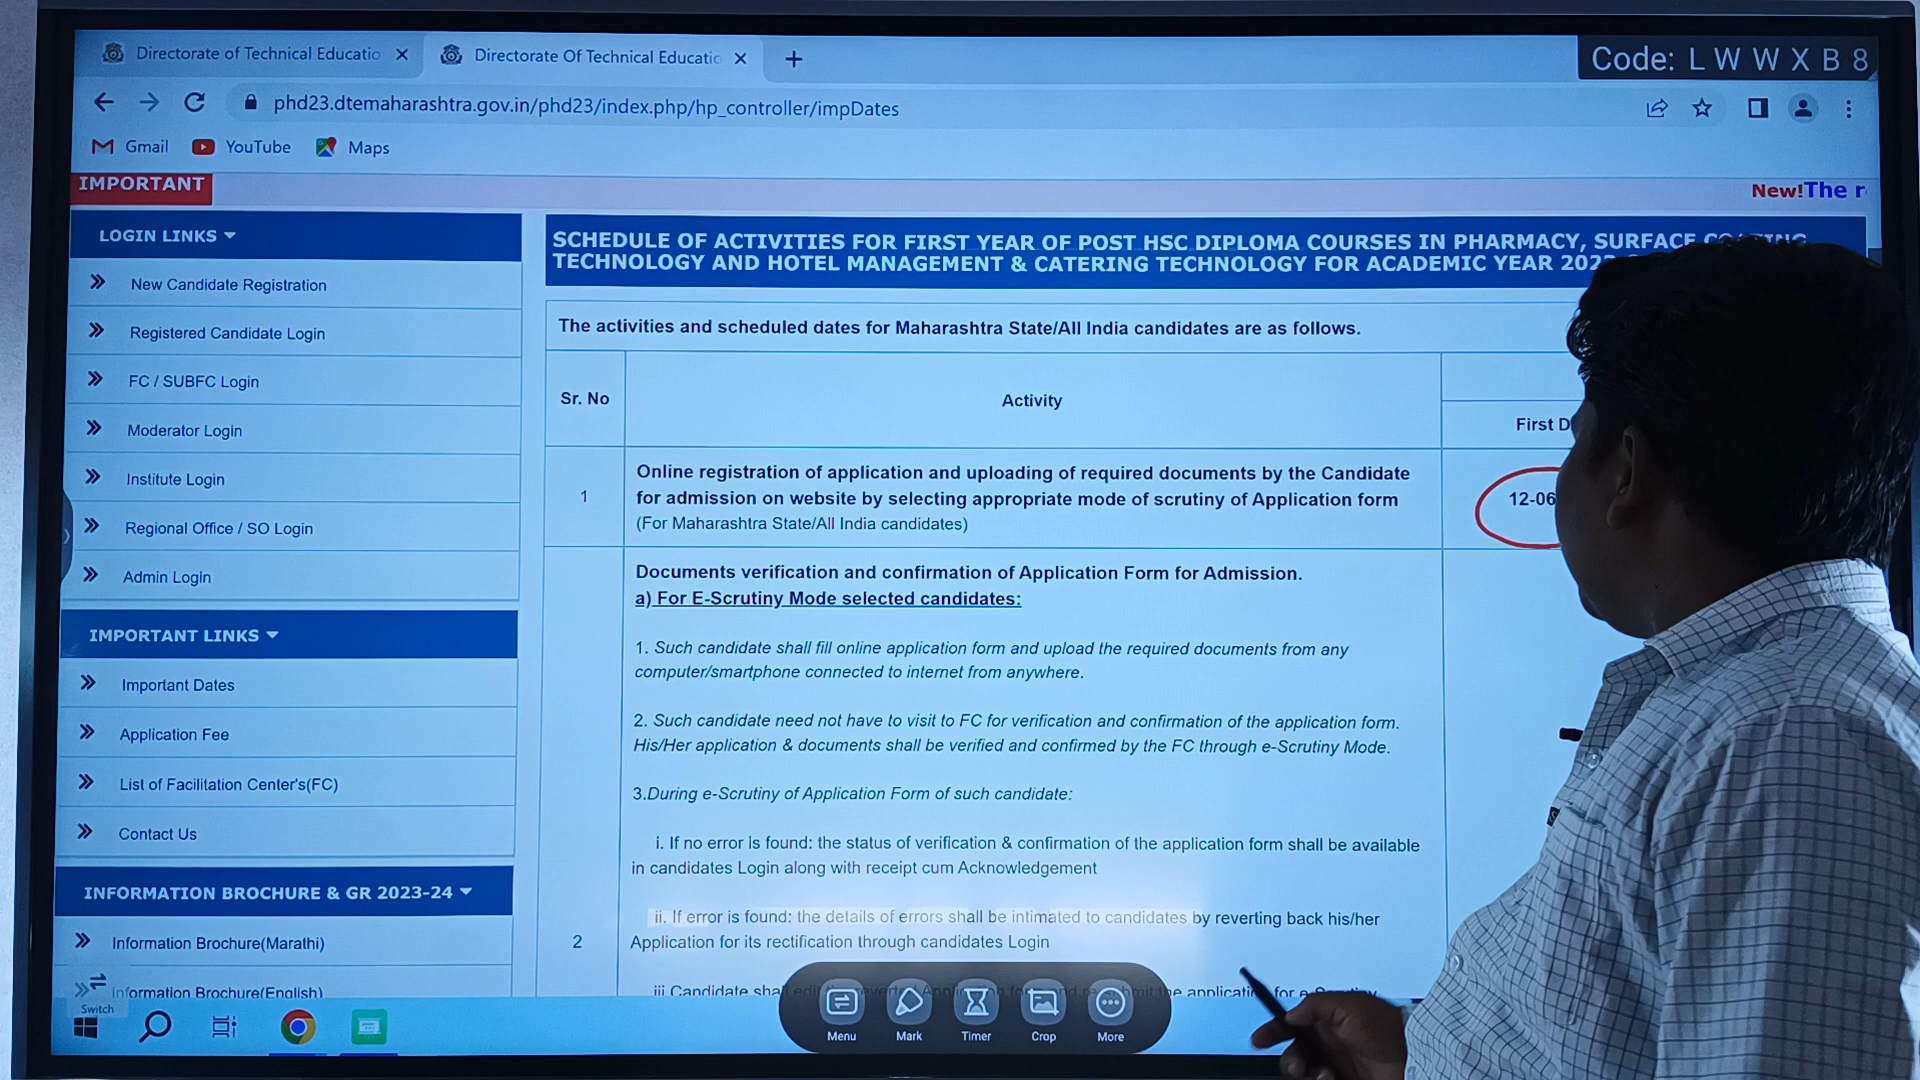 Directorate of Technical Educatio
Directorate Of Technical Educatio
Code: L W W X B 8
phd23.dtemaharashtra.gov.in/phd23/index.php/hp_controller/impDates
Gmail
YouTube
Maps
IMPORTANT
New!The r
LOGIN LINKS
New Candidate Registration
Registered Candidate Login
FC / SUBFC Login
Moderator Login
Institute Login
Regional Office / SO Login
Admin Login
IMPORTANT LINKS
Important Dates
Application Fee
List of Facilitation Center's(FC)
Contact Us
INFORMATION BROCHURE & GR 2023-24
Information Brochure(Marathi)
Information Brochure(English)
SCHEDULE OF ACTIVITIES FOR FIRST YEAR OF POST HSC DIPLOMA COURSES IN PHARMACY, SURFACE COATING
TECHNOLOGY AND HOTEL MANAGEMENT & CATERING TECHNOLOGY FOR ACADEMIC YEAR
The activities and scheduled dates for Maharashtra State/All India candidates are as follows.
Sr. No
Activity
First D
1
Online registration of application and uploading of required documents by the Candidate
for admission on website by selecting appropriate mode of scrutiny of Application form
(For Maharashtra State/All India candidates)
12-06
Documents verification and confirmation of Application Form for Admission.
a) For E-Scrutiny Mode selected candidates:
1. Such candidate shall fill online application form and upload the required documents from any
computer/smartphone connected to internet from anywhere.
2. Such candidate need not have to visit to FC for verification and confirmation of the application form.
His/Her application & documents shall be verified and confirmed by the FC through e-Scrutiny Mode.
3.During e-Scrutiny of Application Form of such candidate:
i. If no error is found: the status of verification & confirmation of the application form shall be available
in candidates Login along with receipt cum Acknowledgement
ii. If error is found: the details of errors shall be intimated to candidates by reverting back his/her
2
Application for its rectification through candidates Login
iii Candidate shall edit the application for e-Scrutiny
Switch
Menu
Mark
Timer
Crop
More